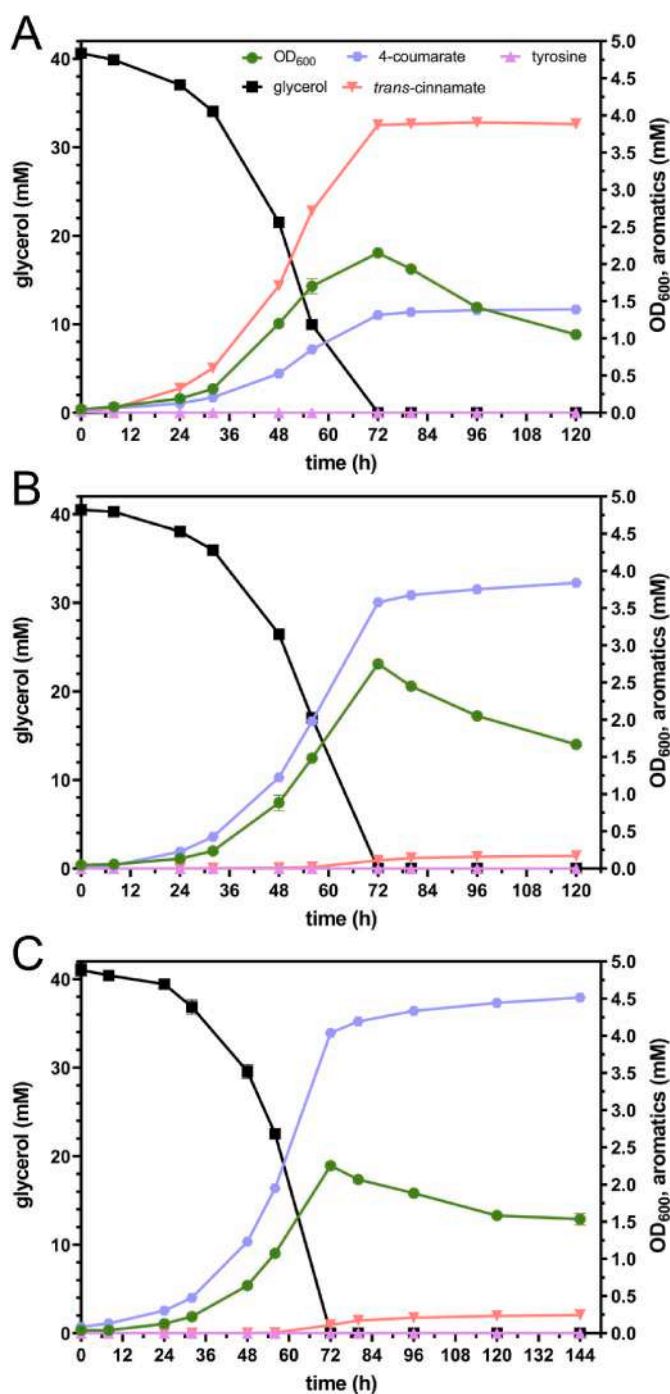 A
OD600 4-coumarate tyrosine
glycerol trans-cinnamate
40
30
20
10
0
glycerol (mM)
5.0
4.5
4.0
3.5
3.0
2.5
2.0
1.5
1.0
0.5
0.0
OD600, aromatics (mM)
0 12 24 36 48 60 72 84 96 108 120
time (h)
B
40
30
20
10
0
glycerol (mM)
5.0
4.5
4.0
3.5
3.0
2.5
2.0
1.5
1.0
0.5
0.0
OD600, aromatics (mM)
0 12 24 36 48 60 72 84 96 108 120
time (h)
C
40
30
20
10
0
glycerol (mM)
5.0
4.5
4.0
3.5
3.0
2.5
2.0
1.5
1.0
0.5
0.0
OD600, aromatics (mM)
0 12 24 36 48 60 72 84 96 108 120 132 144
time (h)